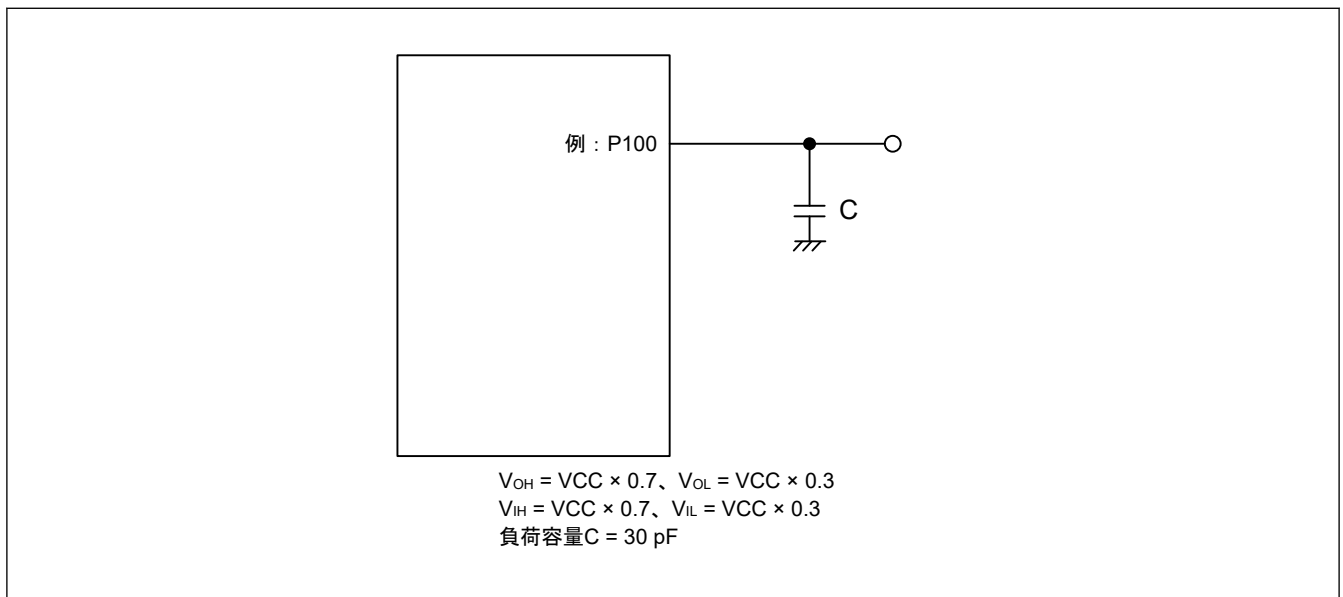 例：P100
C
VOH = VCC × 0.7、VOL = VCC × 0.3
VIH = VCC × 0.7、VIL = VCC × 0.3
負荷容量C = 30 pF